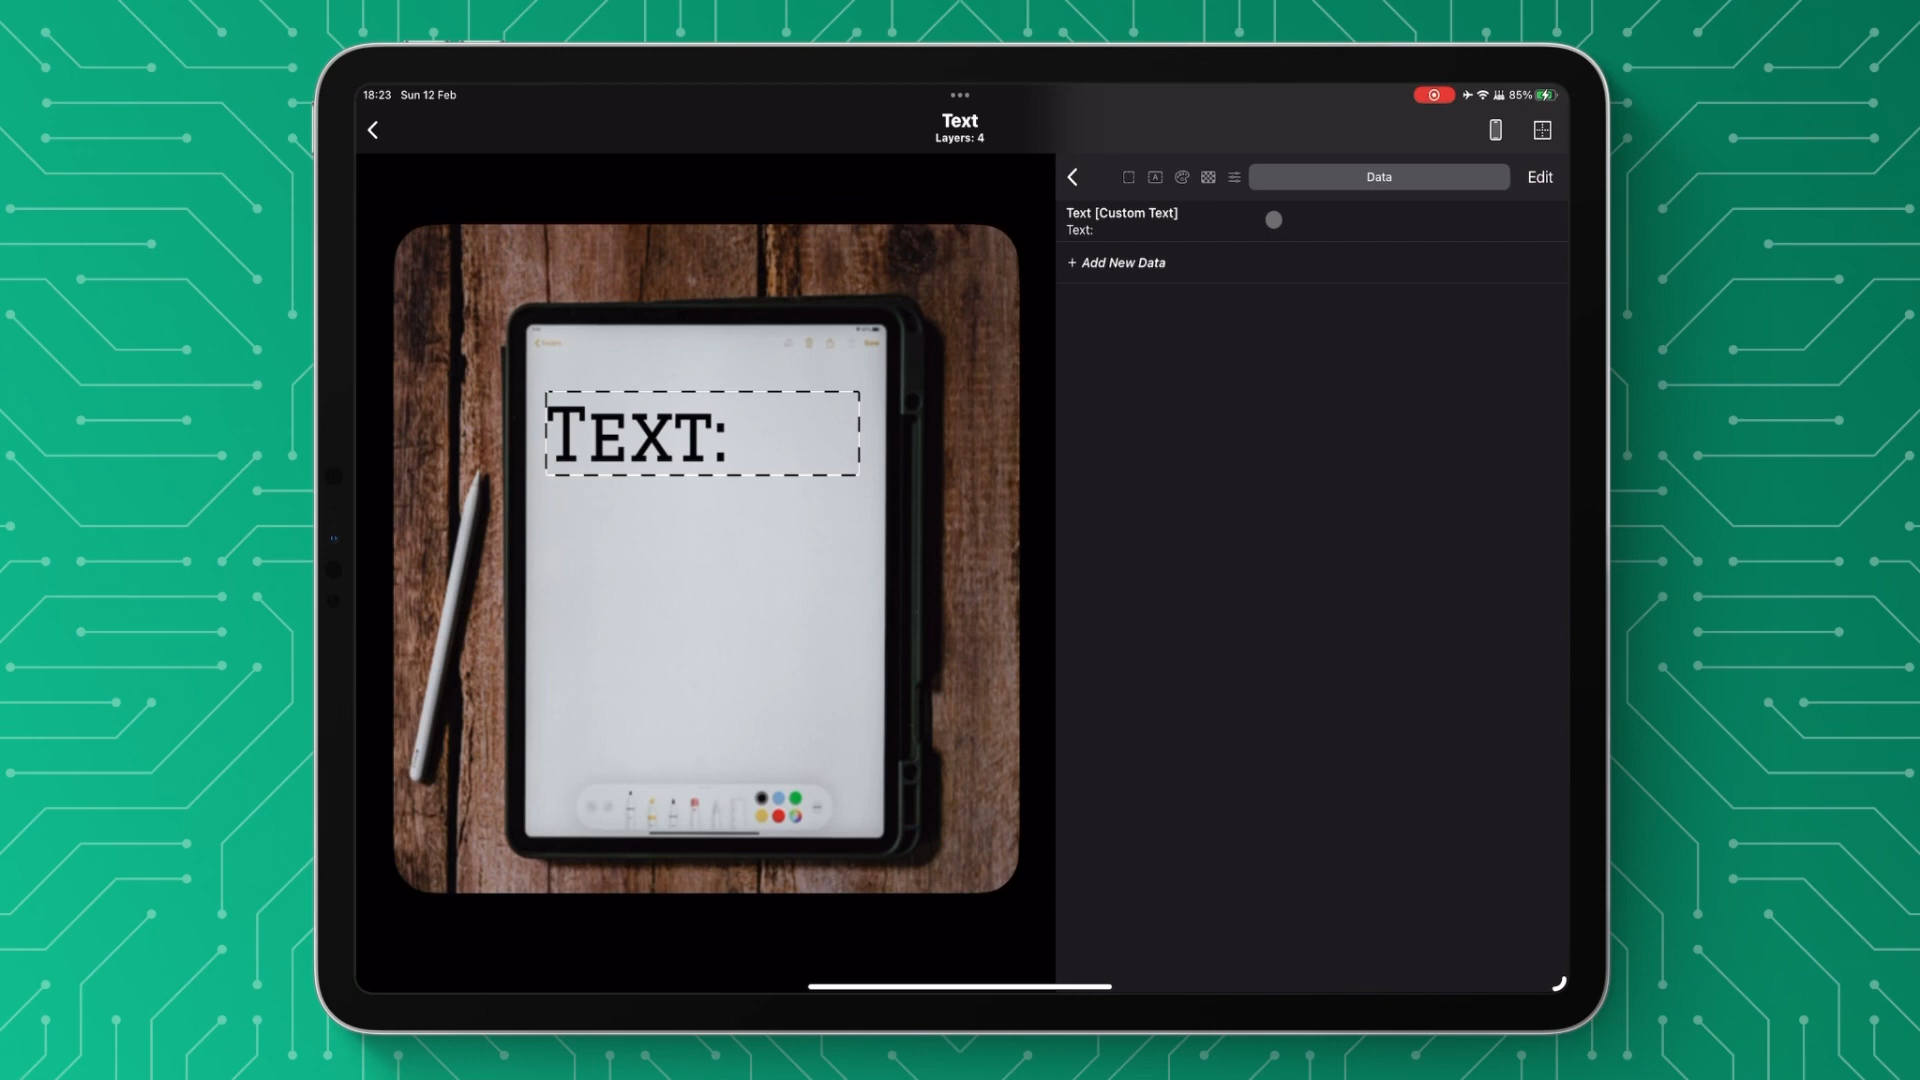 18:23 Sun 12 Feb
85%
Text
Layers: 4
Data
Edit
Text [Custom Text]
Text:
+ Add New Data
Done
TEXT: